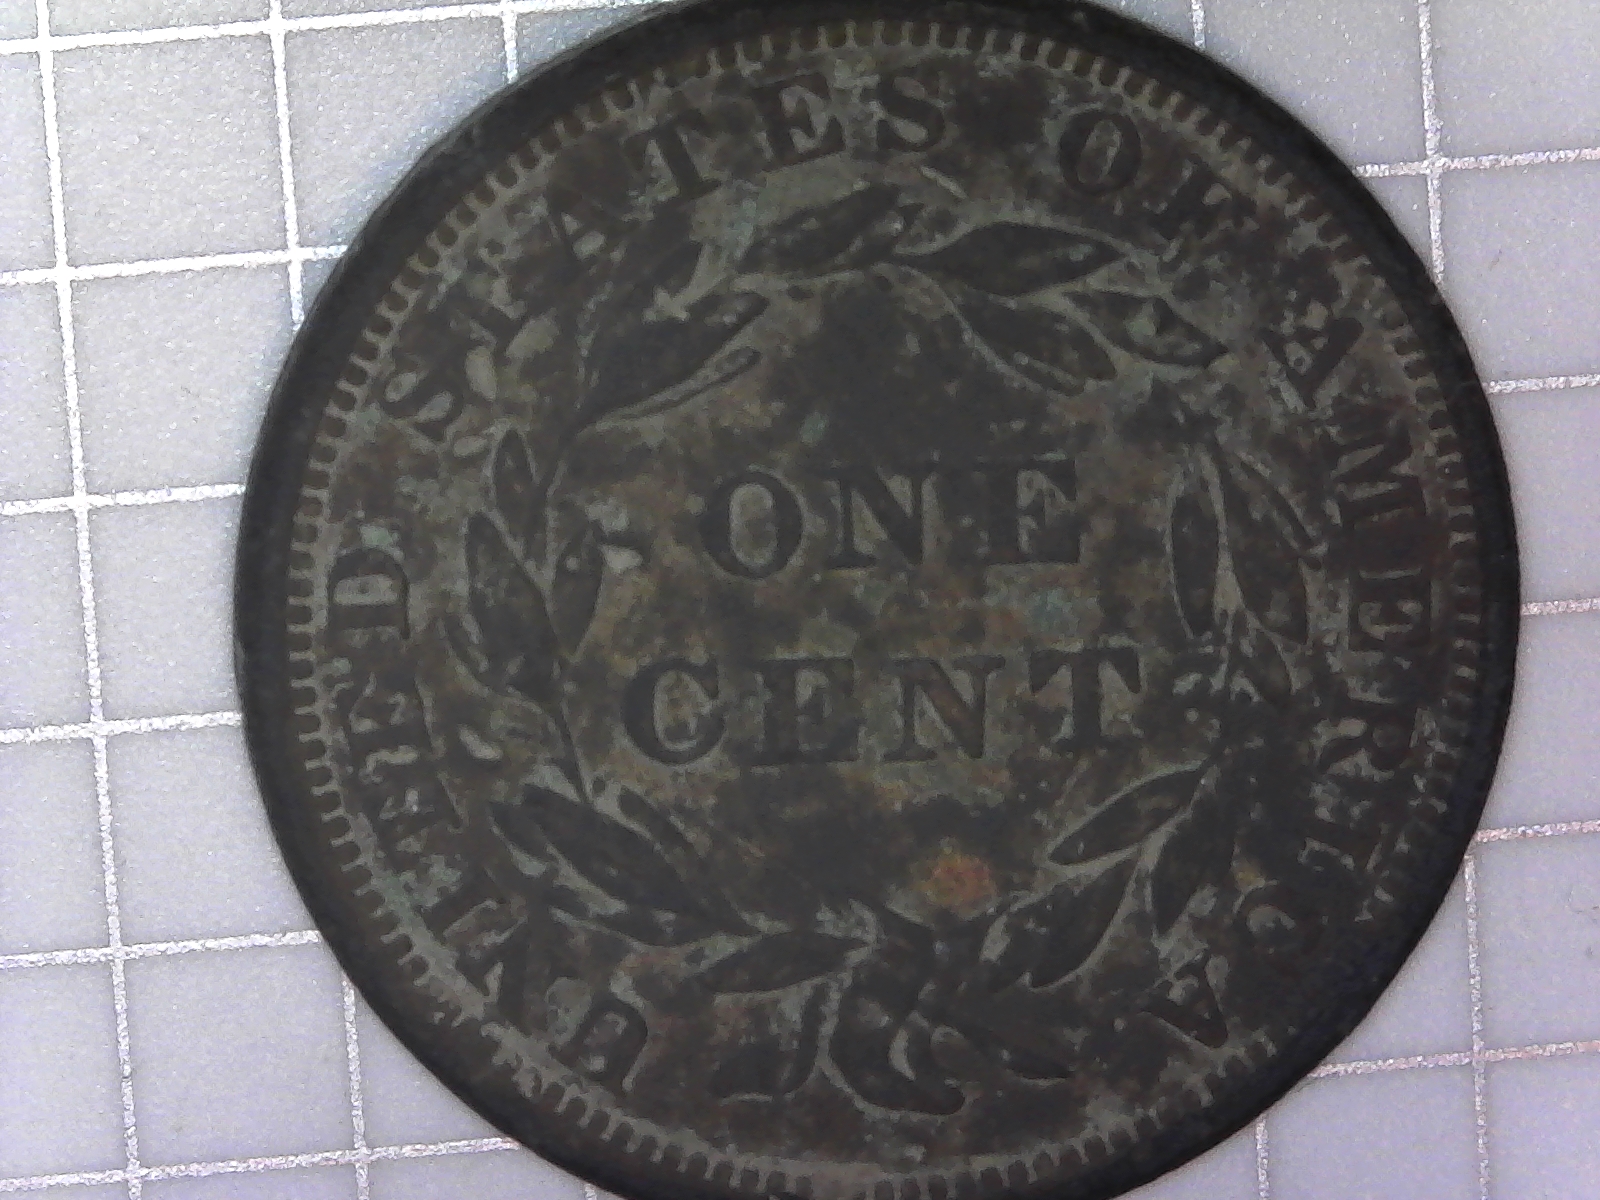 UNITED STATES OF AMERICA
ONE
CENT